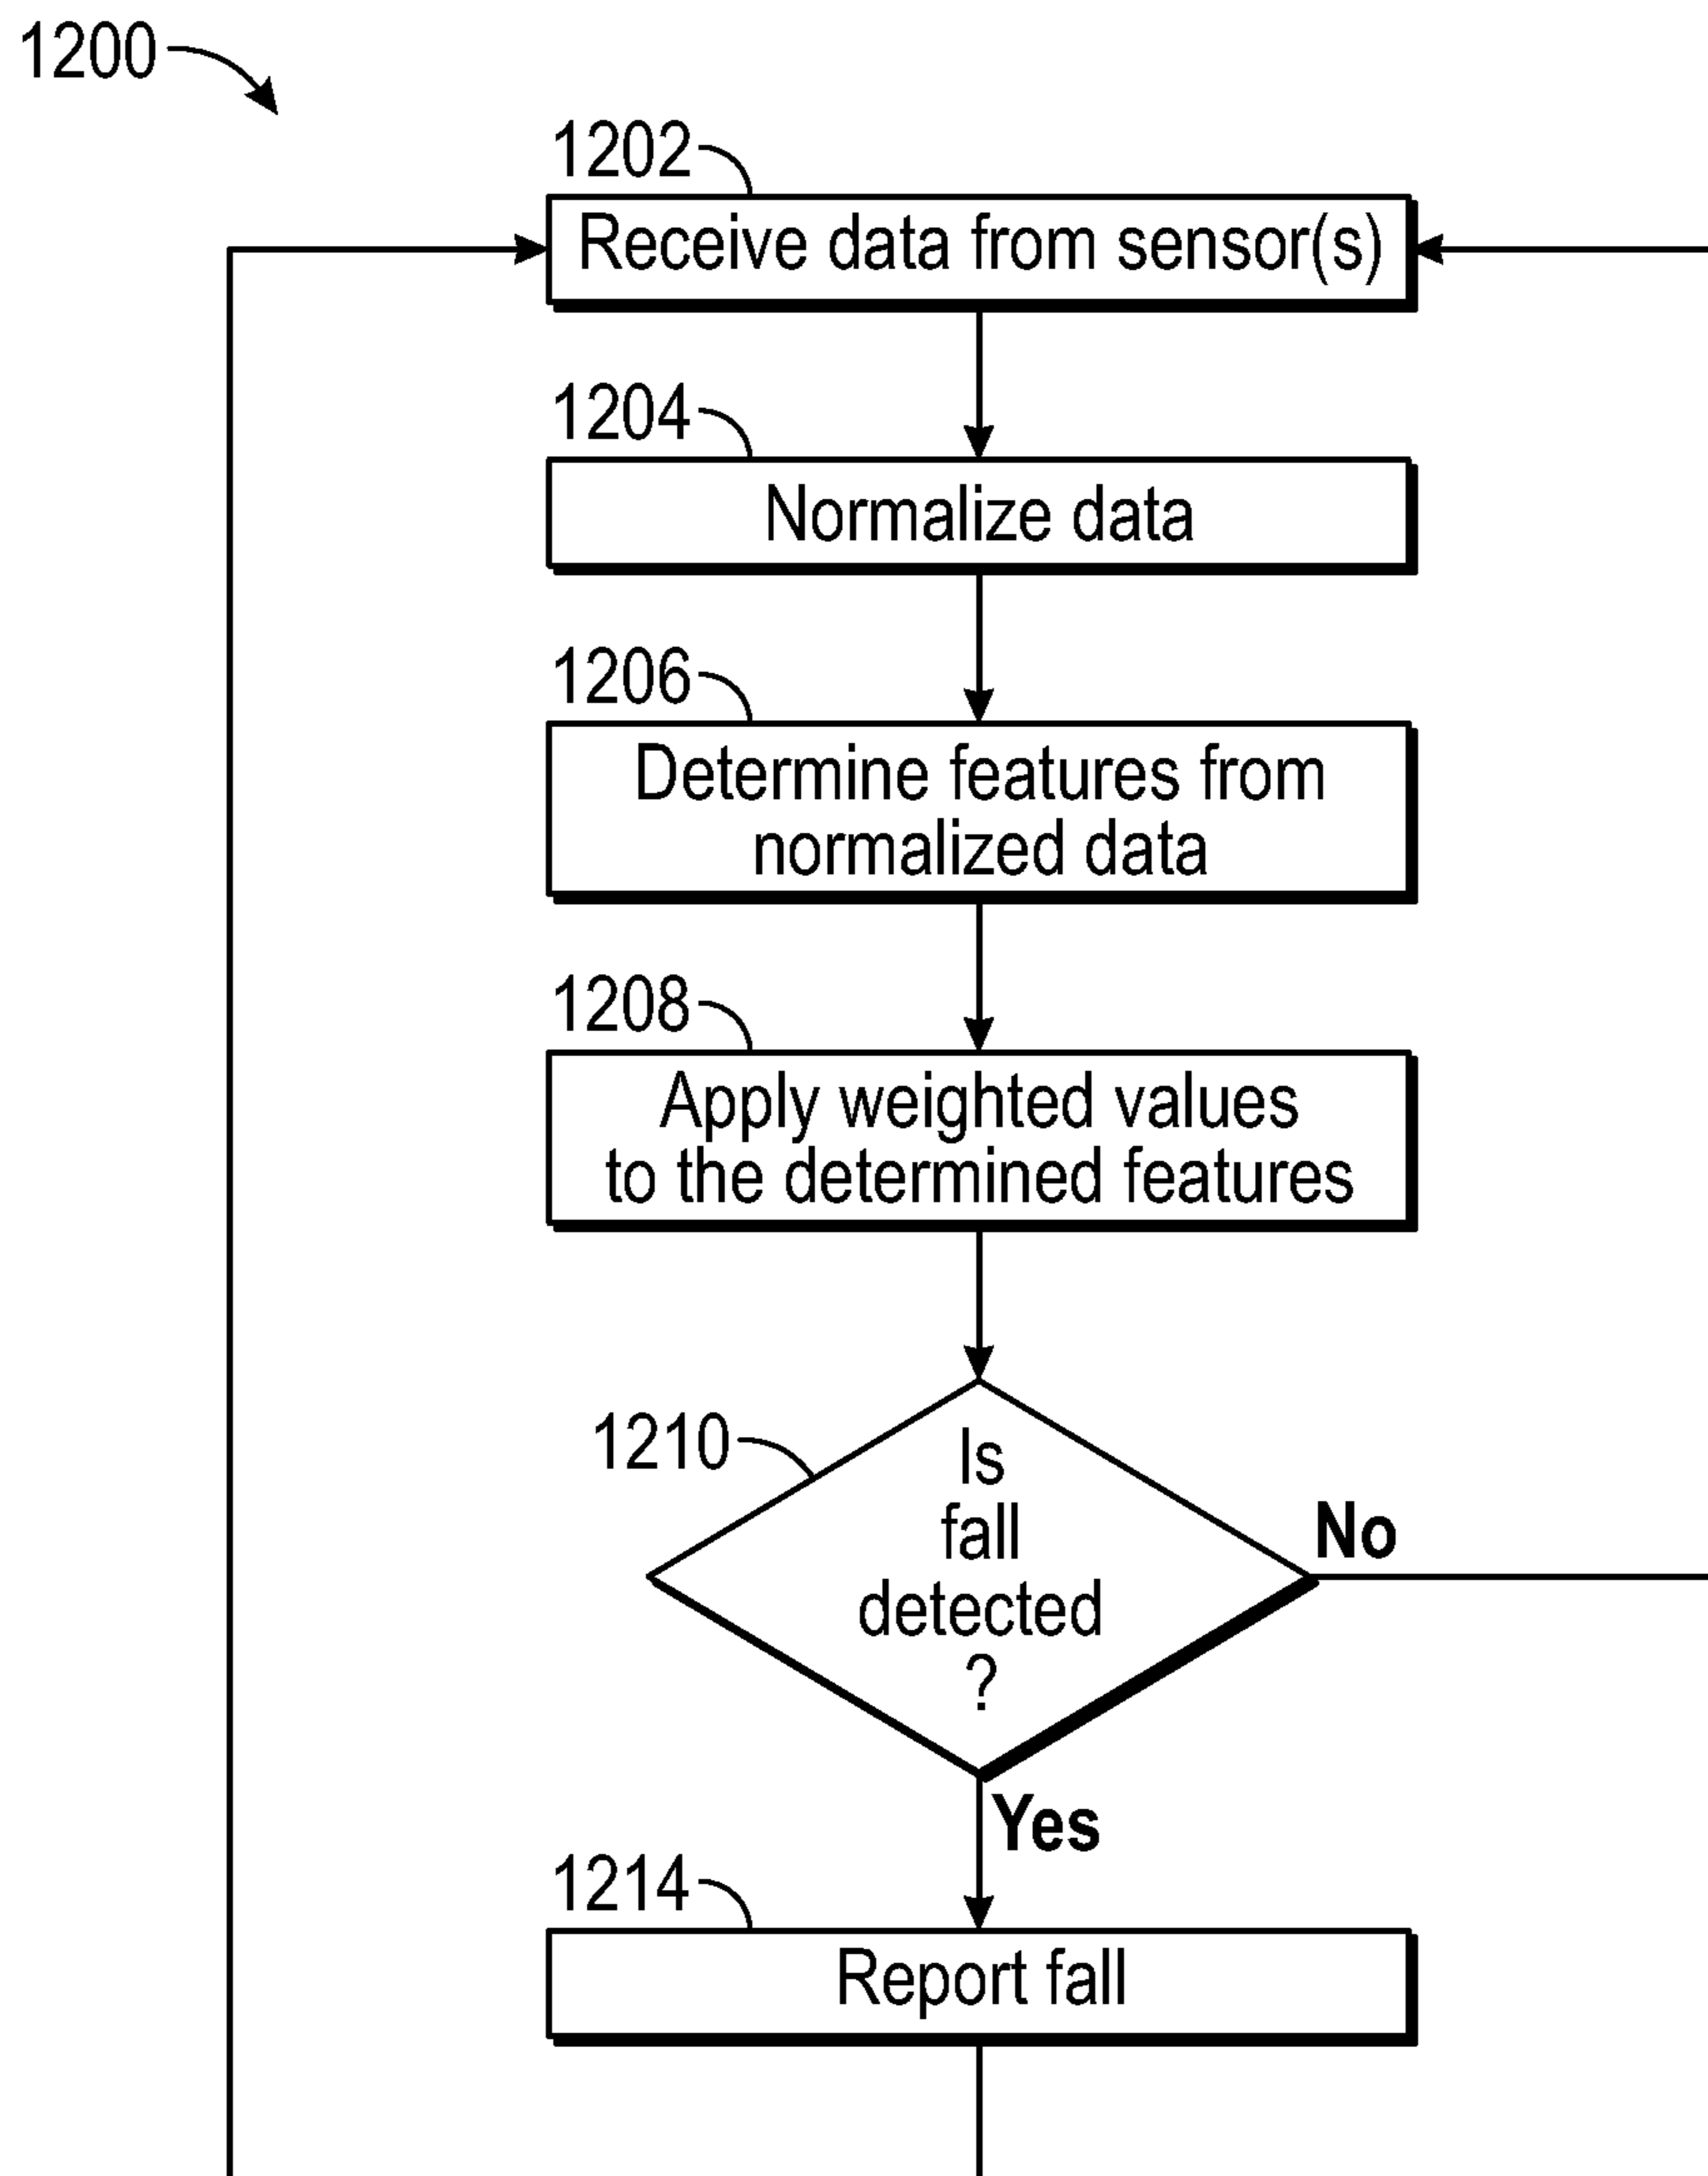 1200
1202
Receive data from sensor(s)
1204
Normalize data
1206
Determine features from
normalized data
1208
Apply weighted values
to the determined features
1210
Is
fall
detected
?
No
Yes
1214
Report fall